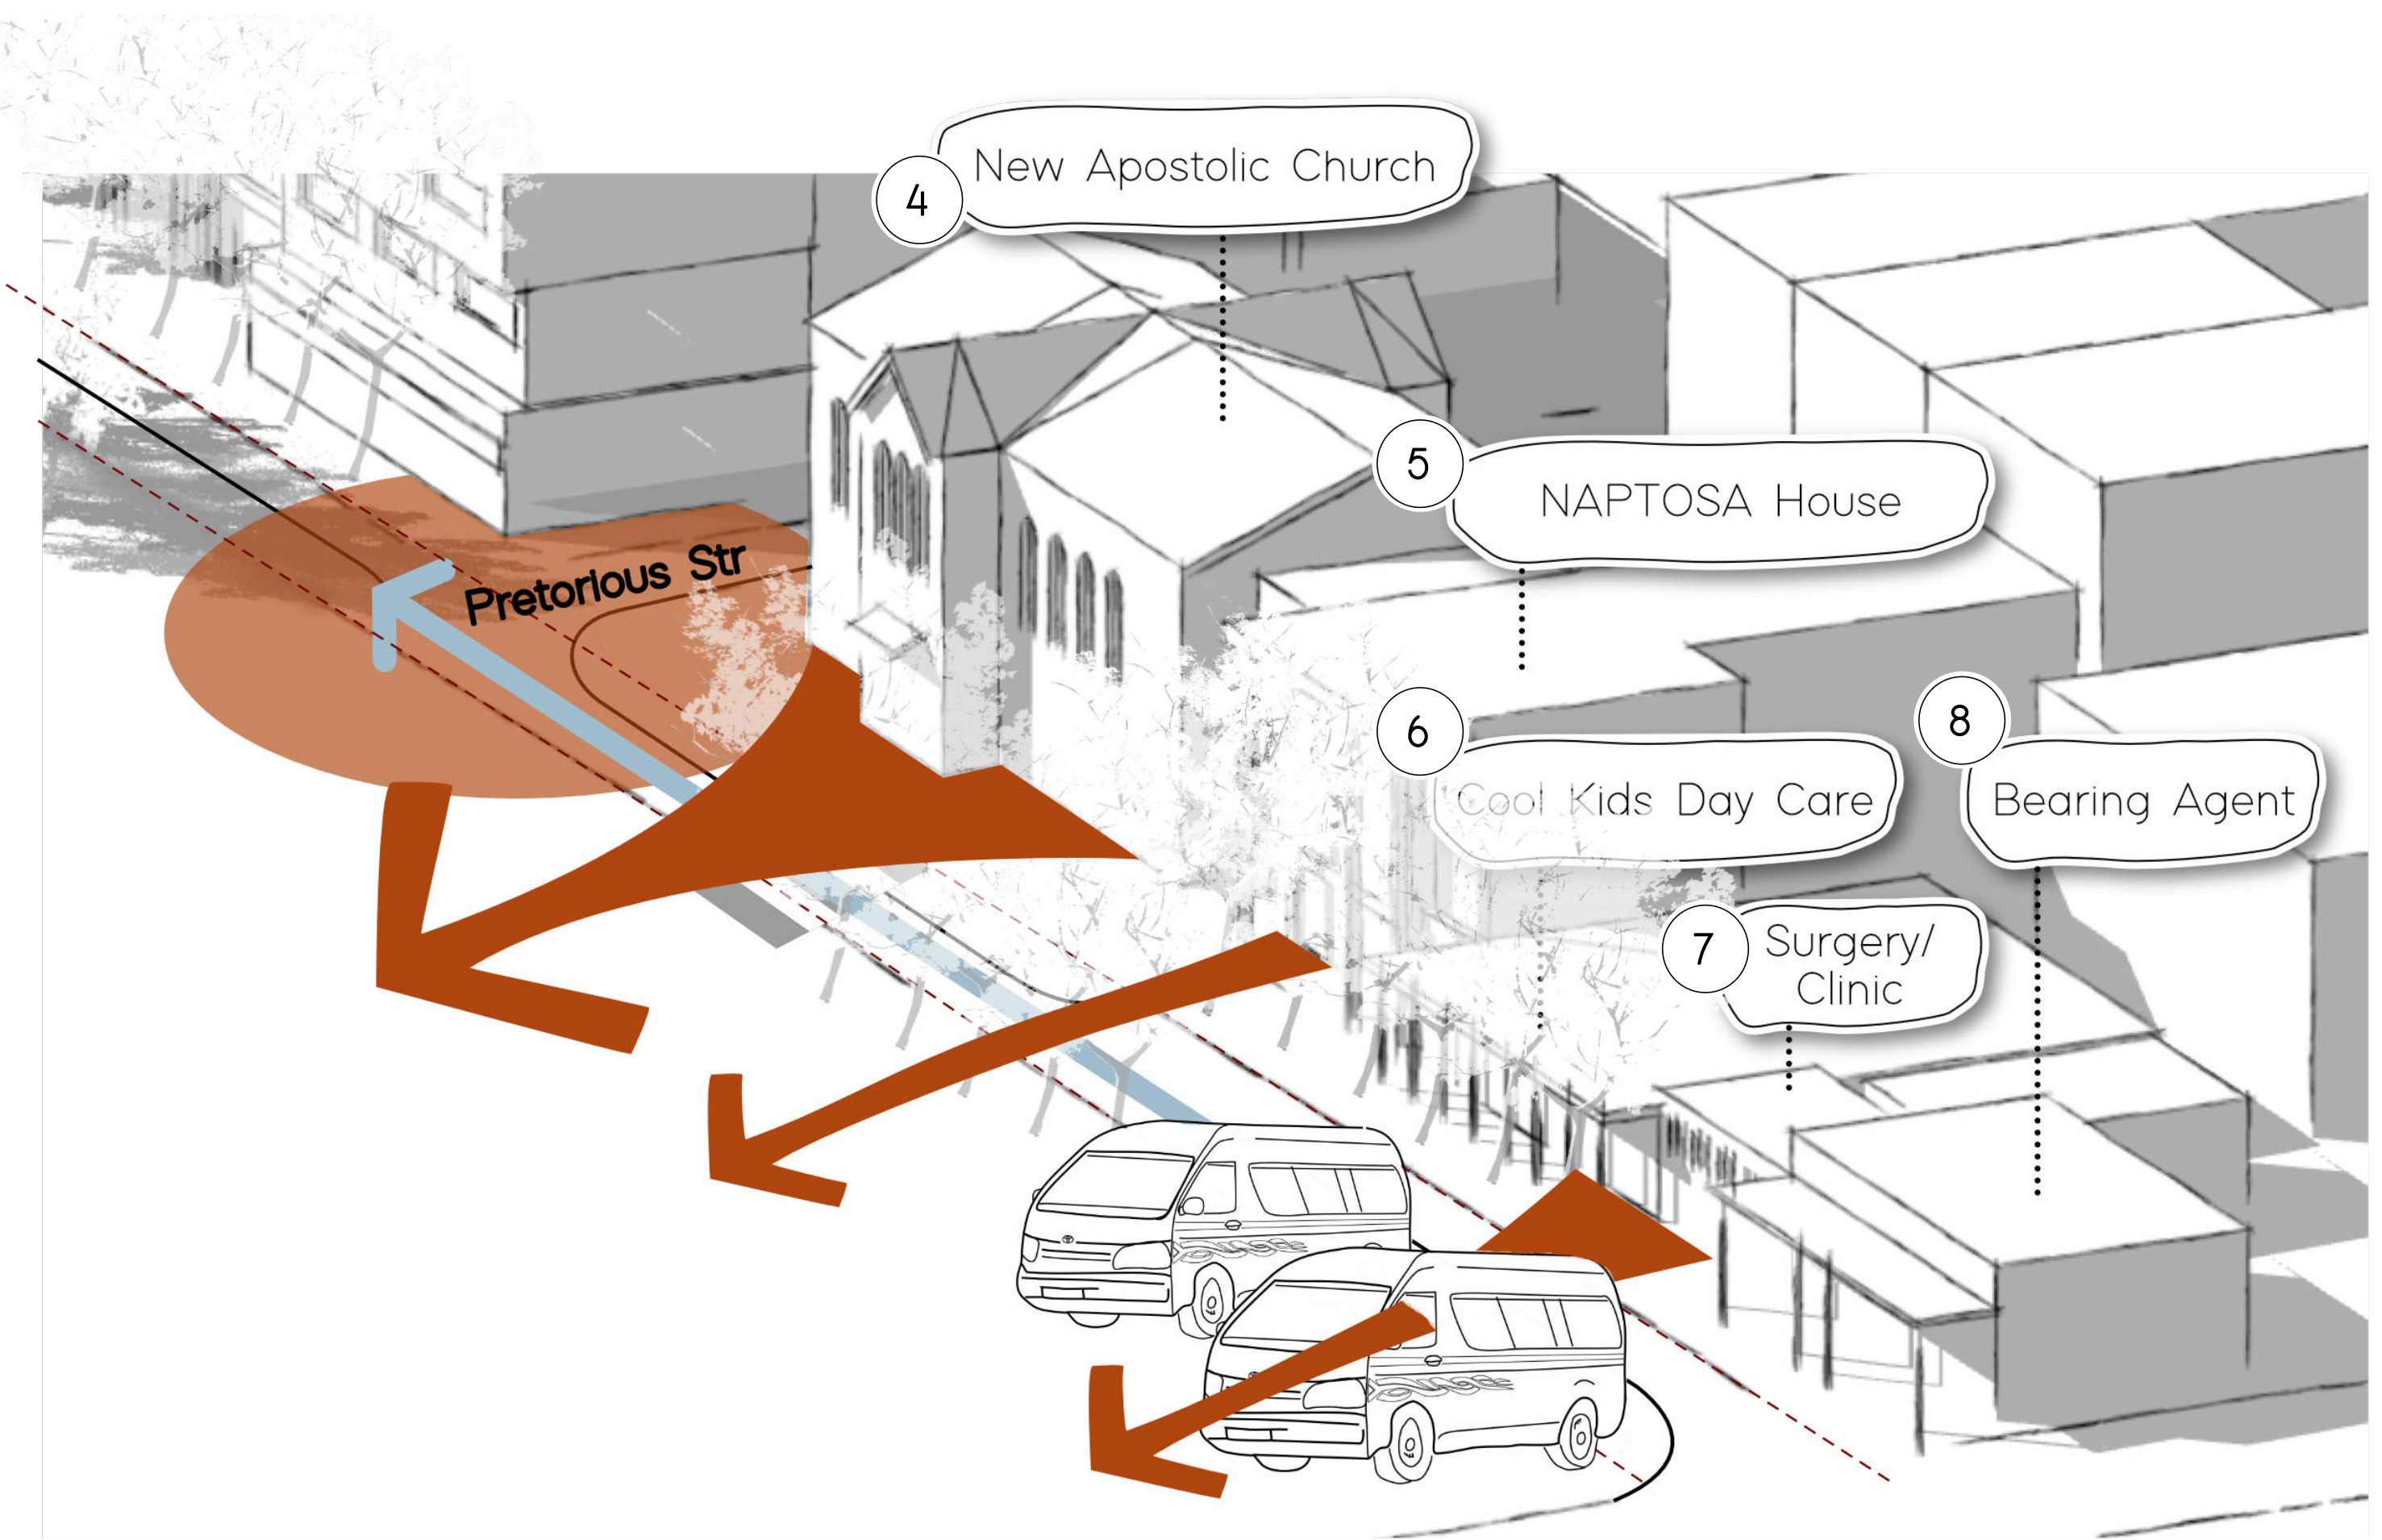 4
New Apostolic Church
5
NAPTOSA House
Pretorious Str
6
Cool Kids Day Care
8
Bearing Agent
7
Surgery/
Clinic